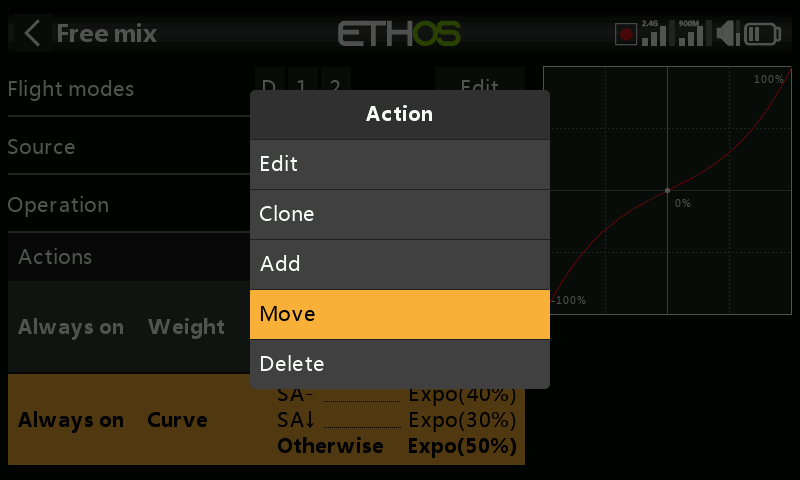 Free mix
ETHOS
2.4G
900M
Flight modes
D 1 2
Edit
Source
Operation
Actions
Always on Weight
Always on Curve
SA- Expo(40%)
SA↓ Expo(30%)
Otherwise Expo(50%)
Action
Edit
Clone
Add
Move
Delete
100%
0%
-100%